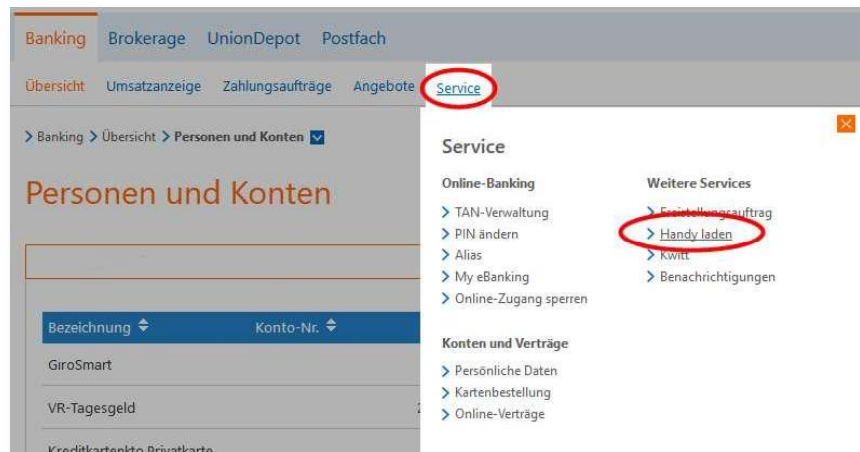 Banking Brokerage UnionDepot Postfach
Übersicht Umsatzanzeige Zahlungsaufträge Angebote Service
Banking Übersicht Personen und Konten
Personen und Konten
Bezeichnung Konto-Nr.
GiroSmart
VR-Tagesgeld
Kreditkartenkto Privatkarte
Service
Online-Banking
TAN-Verwaltung
PIN ändern
Alias
My eBanking
Online-Zugang sperren
Konten und Verträge
Persönliche Daten
Kartenbestellung
Online-Verträge
Weitere Services
Freistellungsauftrag
Handy laden
Kwitt
Benachrichtigungen